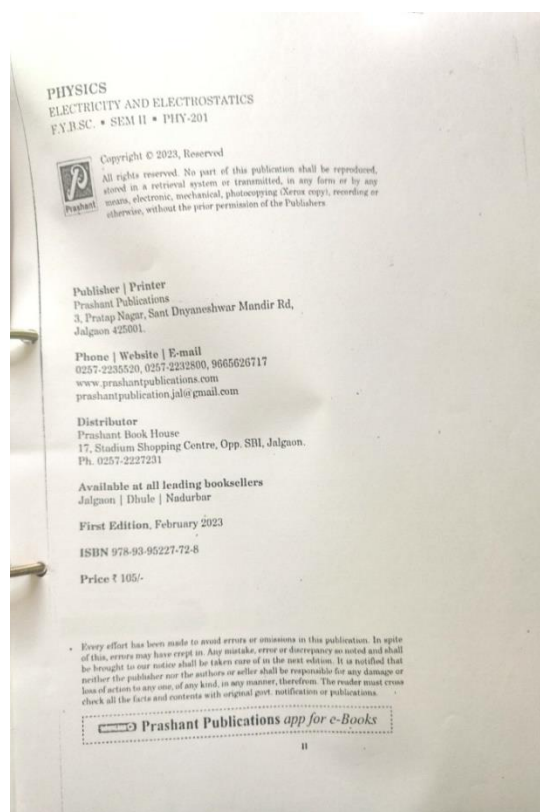 PHYSICS
ELECTRICITY AND ELECTROSTATICS
F.Y.B.SC. • SEM II • PHY-201
Copyright © 2023, Reserved
All rights reserved. No part of this publication shall be reproduced,
stored in a retrieval system or transmitted, in any form or by any
means, electronic, mechanical, photocopying (Xerox copy), recording or
otherwise, without the prior permission of the Publishers
Prashant
Publisher | Printer
Prashant Publications
3, Pratap Nagar, Sant Dnyaneshwar Mandir Rd,
Jalgaon 425001.
Phone | Website | E-mail
0257-2235520, 0257-2232800, 9665626717
www.prashantpublications.com
prashantpublication.jal@gmail.com
Distributor
Prashant Book House
17, Stadium Shopping Centre, Opp. SBI, Jalgaon.
Ph. 0257-2227231
Available at all leading booksellers
Jalgaon | Dhule | Nadurbar
First Edition, February 2023
ISBN 978-93-95227-72-8
Price ₹ 105/-
• Every effort has been made to avoid errors or omissions in this publication. In spite
of this, errors may have crept in. Any mistake, error or discrepancy so noted and shall
be brought to our notice shall be taken care of in the next edition. It is notified that
neither the publisher nor the authors or seller shall be responsible for any damage or
loss of action to any one, of any kind, in any manner, therefrom. The reader must cross
check all the facts and contents with original govt. notification or publications.
Prashant Publications app for e-Books
II